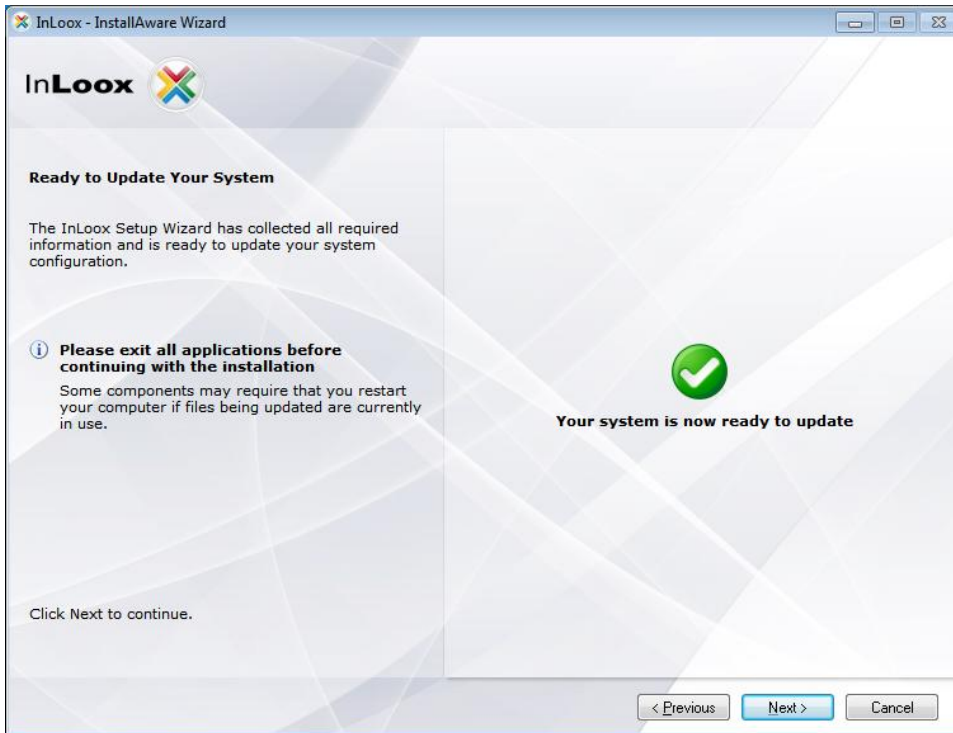 InLoox - InstallAware Wizard
InLoox
Ready to Update Your System
The InLoox Setup Wizard has collected all required
information and is ready to update your system
configuration.
Please exit all applications before
continuing with the installation
Some components may require that you restart
your computer if files being updated are currently
in use.
Your system is now ready to update
Click Next to continue.
< Previous
Next >
Cancel